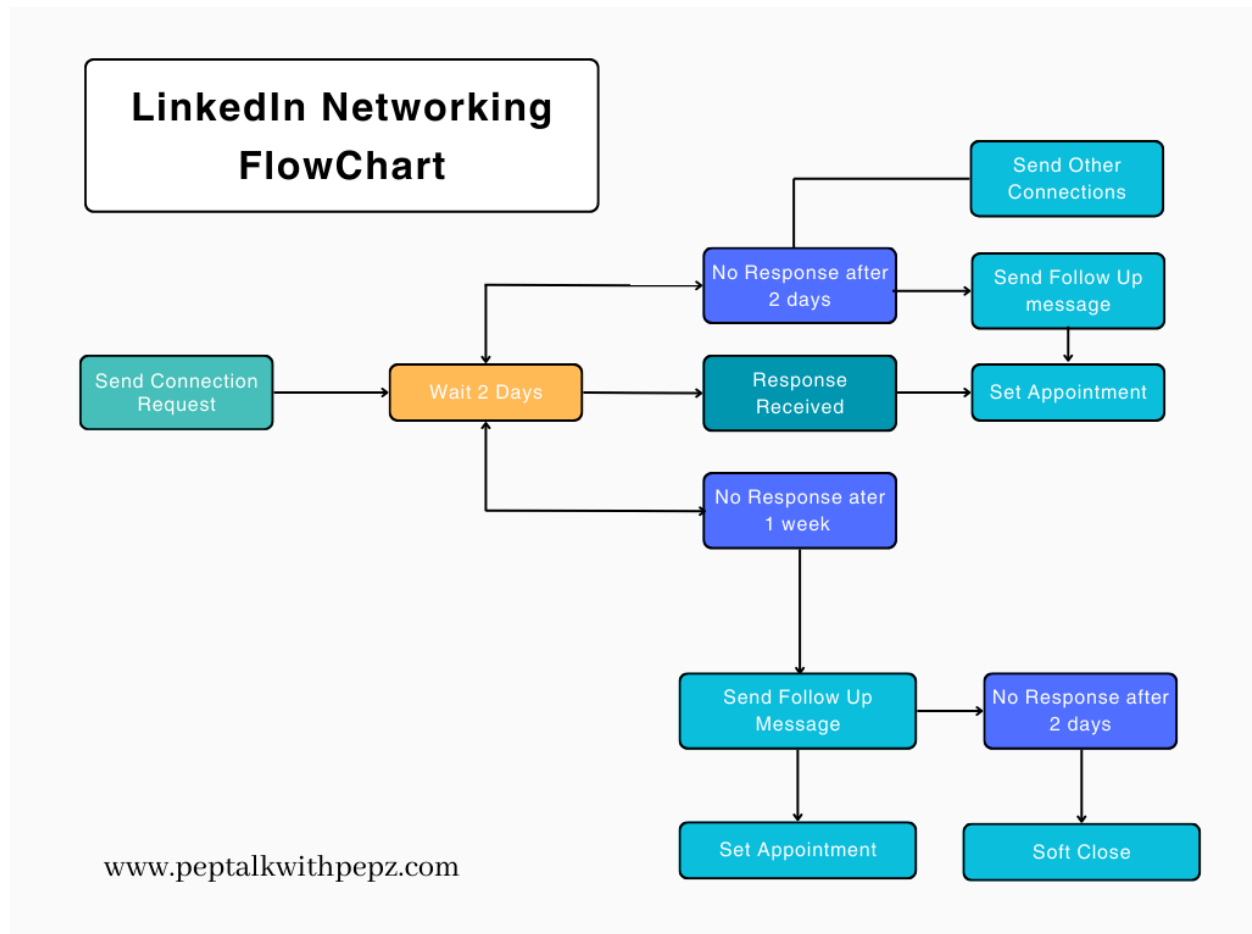 LinkedIn Networking
FlowChart
Send Other
Connections
No Response after
2 days
Send Follow Up
message
Send Connection
Request
Wait 2 Days
Response
Received
Set Appointment
No Response ater
1 week
Send Follow Up
Message
No Response after
2 days
Set Appointment
Soft Close
www.peptalkwithpepz.com